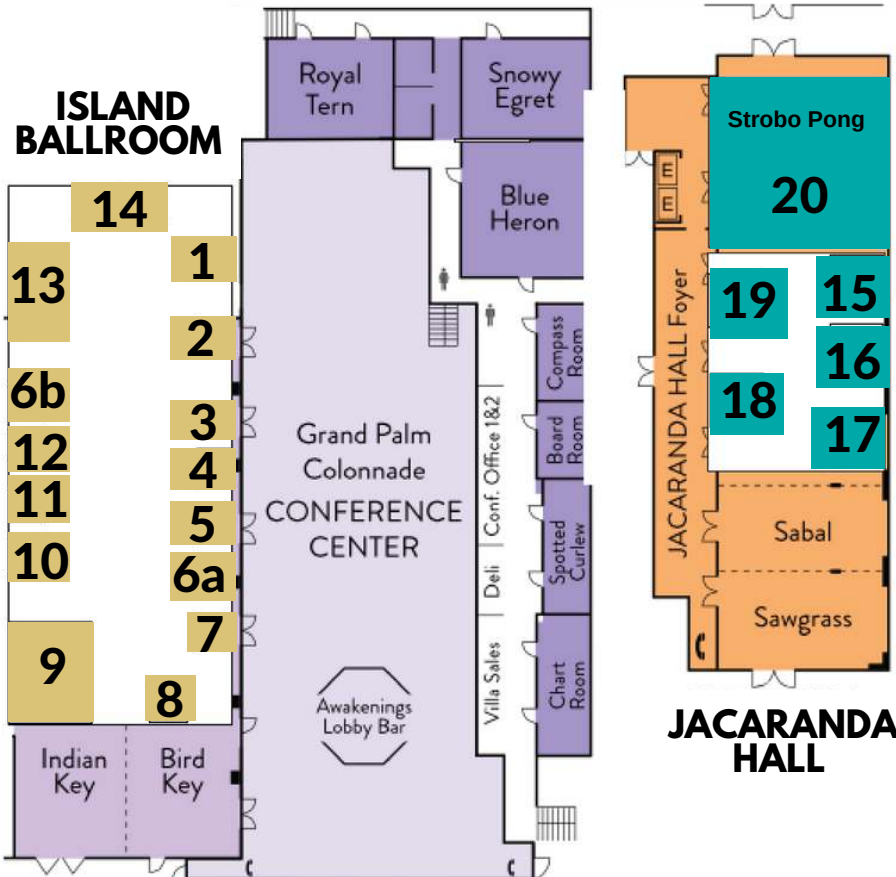 ISLAND
BALLROOM
14
1
13
2
6b
3
12
4
11
5
10
6a
7
9
8
Indian
Key
Bird
Key
Royal
Tern
Snowy
Egret
Blue
Heron
Grand Palm
Colonnade
CONFERENCE
CENTER
Awakenings
Lobby Bar
Conf. Office 1&2
Deli
Villa Sales
Compass
Room
Board
Room
Spotted
Curlew
Chart
Room
Strobo Pong
20
E
E
JACARANDA HALL Foyer
19
15
16
18
17
Sabal
Sawgrass
JACARANDA
HALL